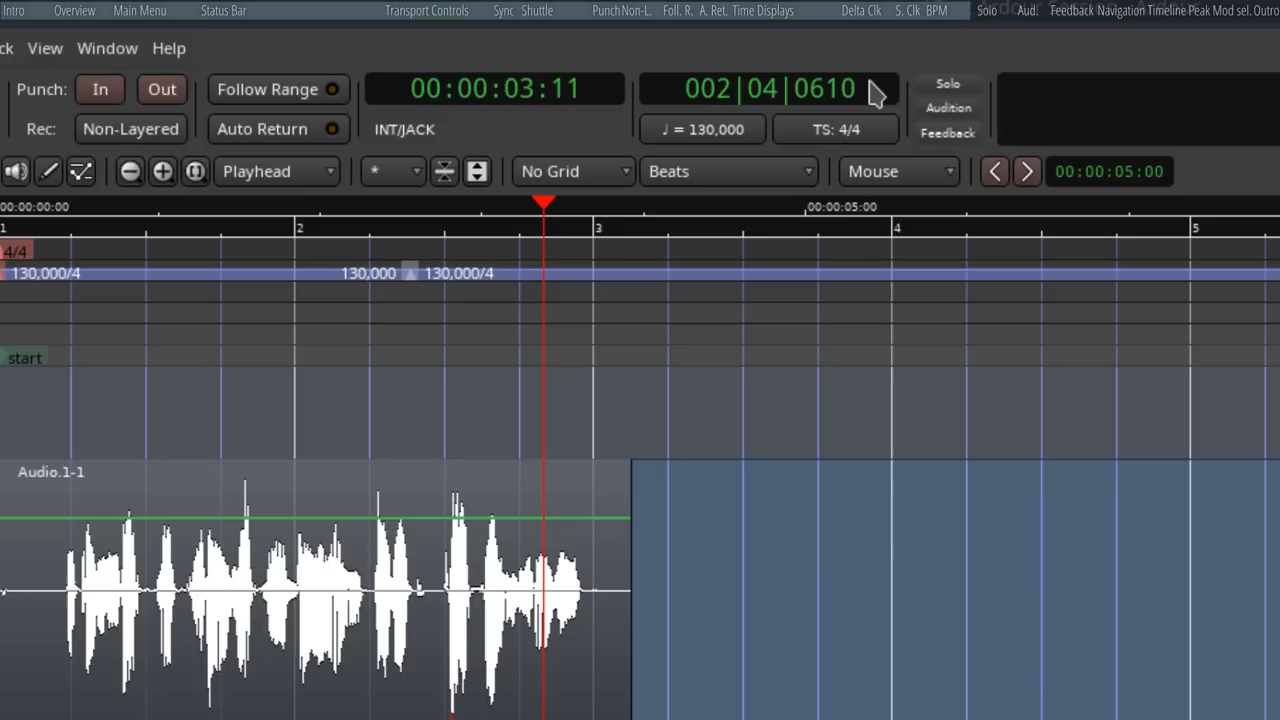 Intro Overview Main Menu Status Bar Transport Controls Sync Shuttle Punch Non-L. Foll. R. A. Ret. Time Displays Delta Clk S. Clk BPM Solo Aud. Feedback Navigation Timeline Peak Mod sel. Outro
ck View Window Help
Punch: In Out Follow Range 00:00:03:11 002|04|0610 Solo
Audition
Rec: Non-Layered Auto Return INT/JACK ♩ = 130,000 TS: 4/4 Feedback
Playhead * No Grid Beats Mouse 00:00:05:00
00:00:00:00 00:00:05:00
1 2 3 4 5
4/4
130,000/4 130,000 130,000/4
start
Audio.1-1